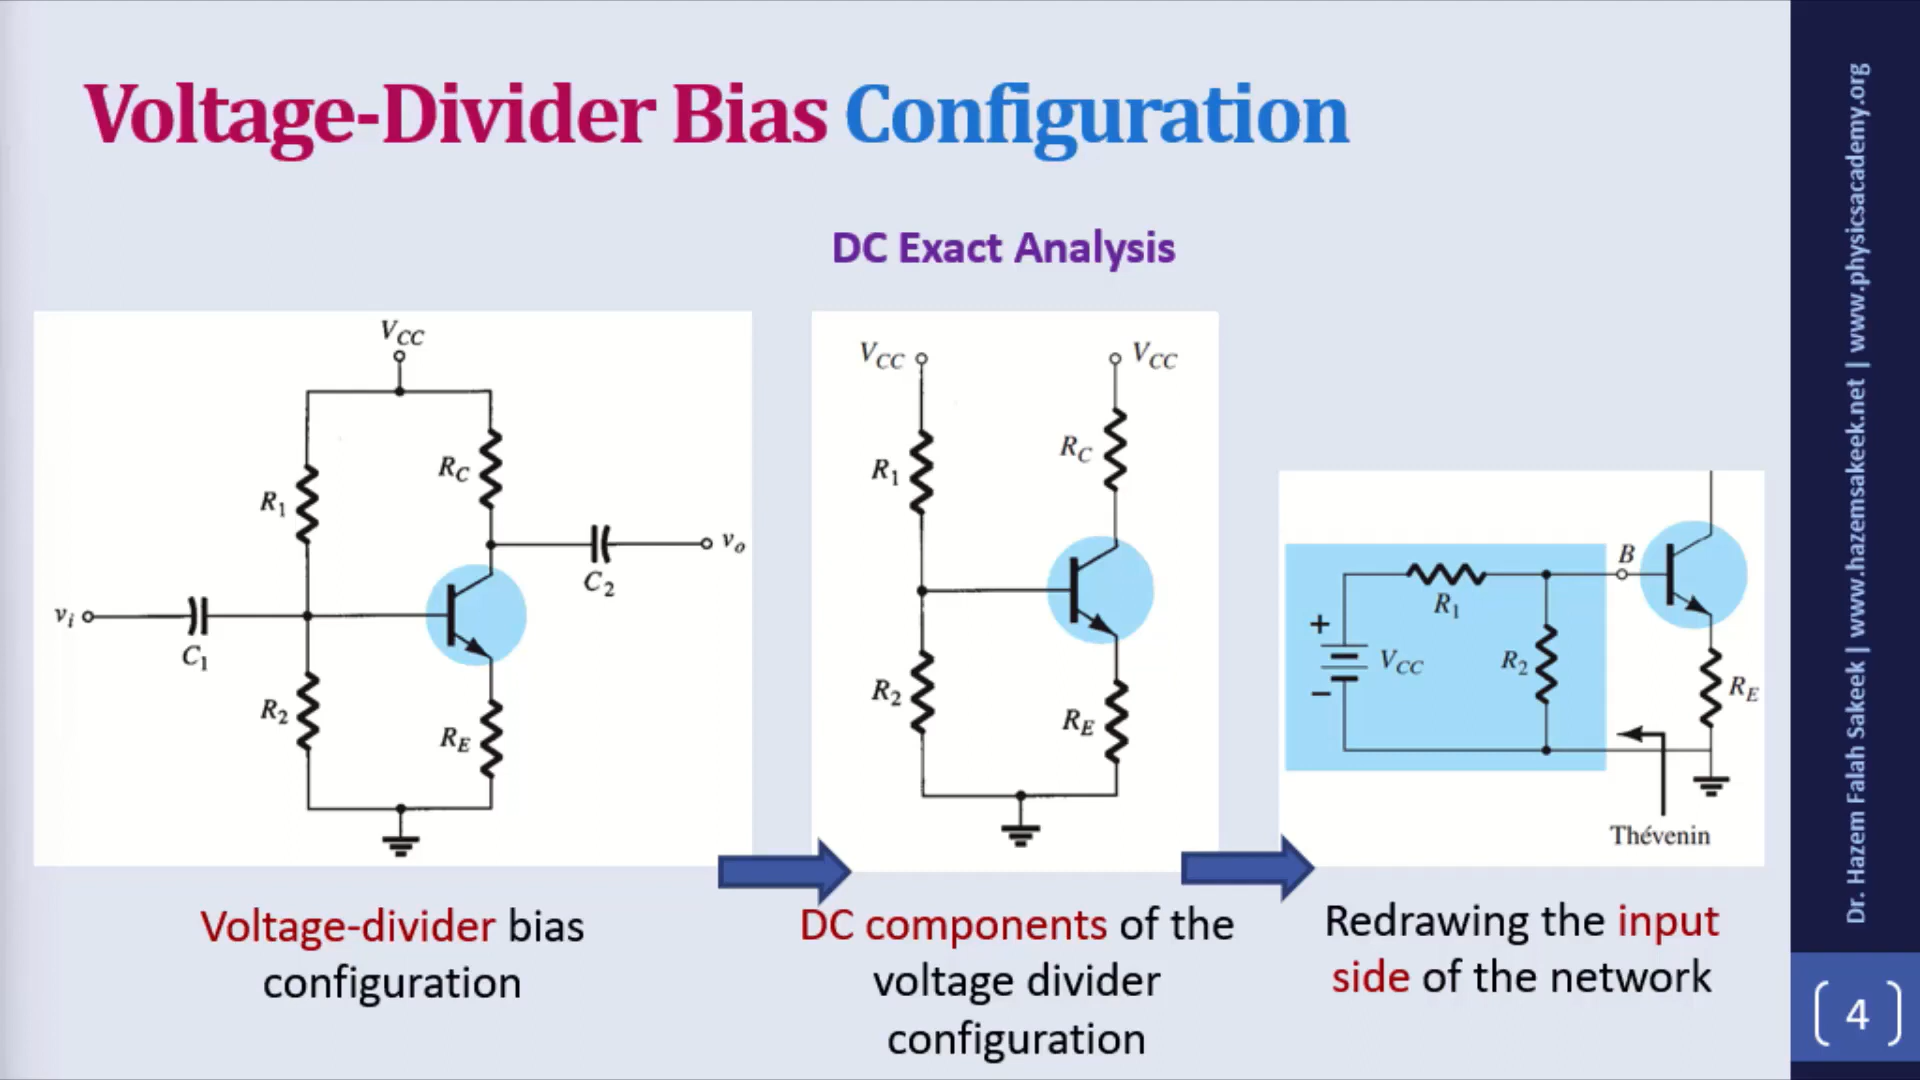 Voltage-Divider Bias Configuration
DC Exact Analysis
VCC
R1
RC
vo
C2
vi
C1
R2
RE
VCC
VCC
R1
RC
R2
RE
B
R1
+
VCC
R2
−
RE
Thévenin
Voltage-divider bias
configuration
DC components of the
voltage divider
configuration
Redrawing the input
side of the network
Dr. Hazem Falah Sakeek | www.hazemsakeek.net | www.physicsacademy.org
4